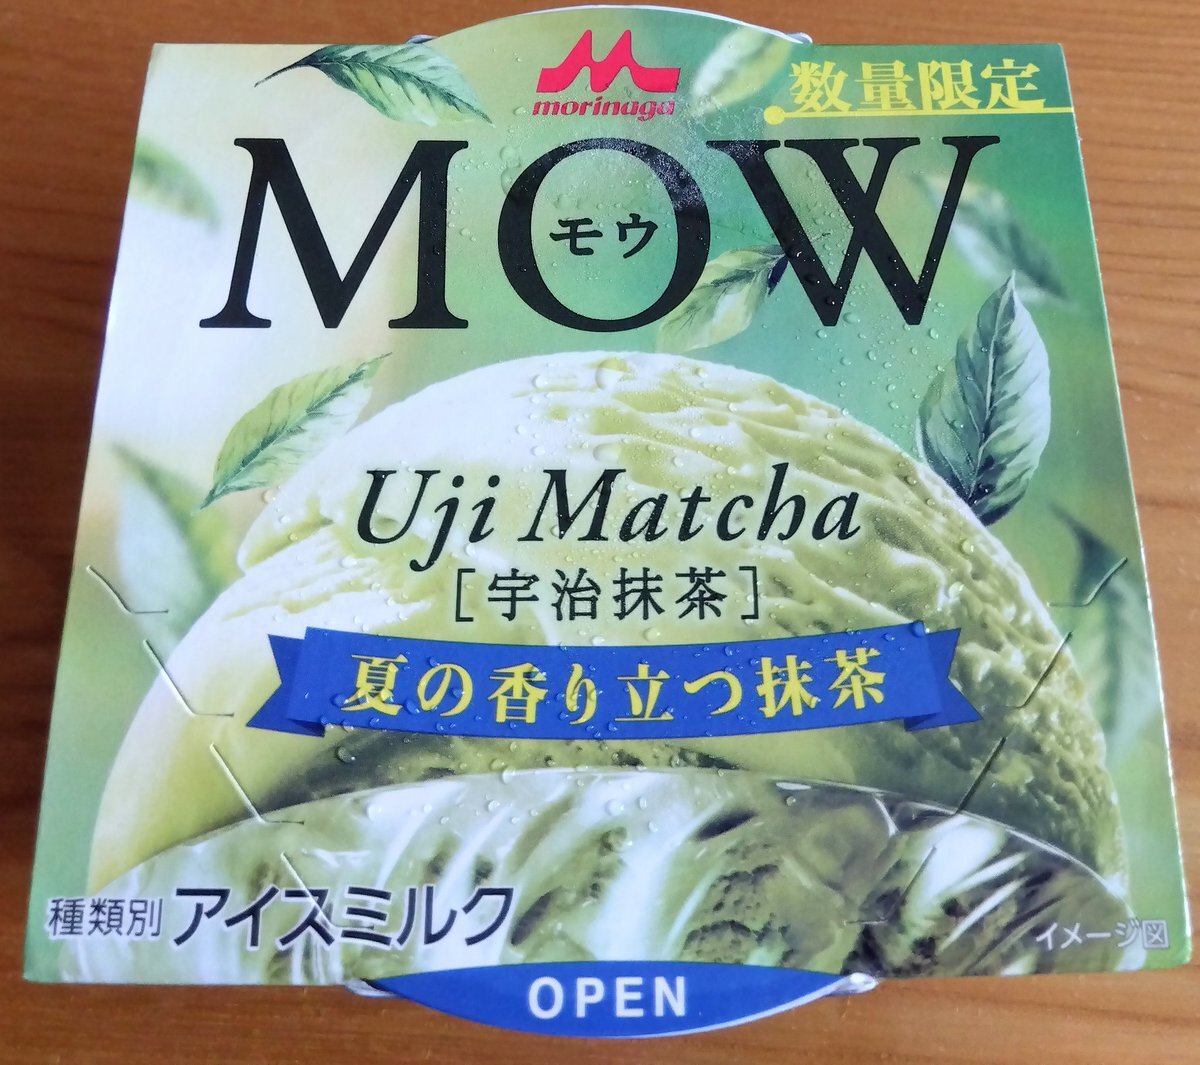 morinaga
数量限定
MOW
モウ
Uji Matcha
[宇治抹茶]
夏の香り立つ抹茶
種類別 アイスミルク
イメージ図
OPEN